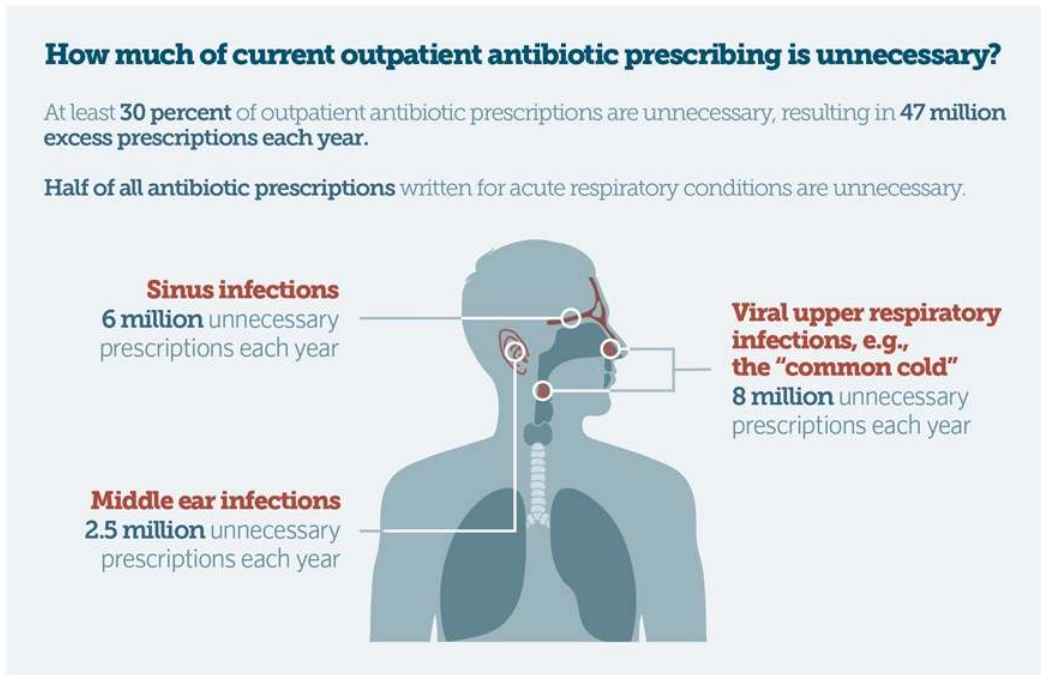 How much of current outpatient antibiotic prescribing is unnecessary?
At least 30 percent of outpatient antibiotic prescriptions are unnecessary, resulting in 47 million
excess prescriptions each year.
Half of all antibiotic prescriptions written for acute respiratory conditions are unnecessary.
Sinus infections
6 million unnecessary
prescriptions each year
Viral upper respiratory
infections, e.g.,
the “common cold”
8 million unnecessary
prescriptions each year
Middle ear infections
2.5 million unnecessary
prescriptions each year